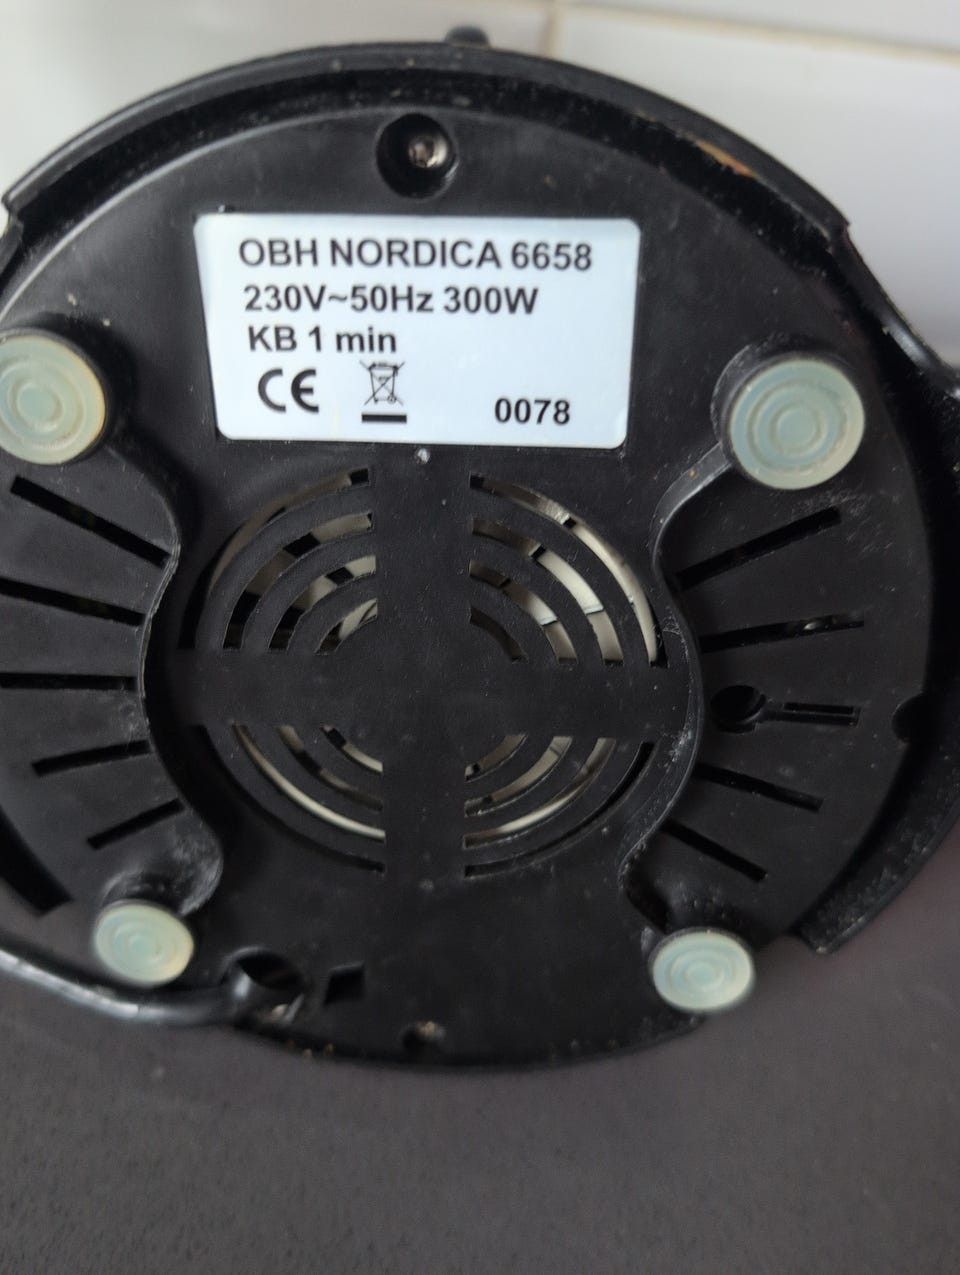 OBH NORDICA 6658
230V~50Hz 300W
KB 1 min
CE
0078